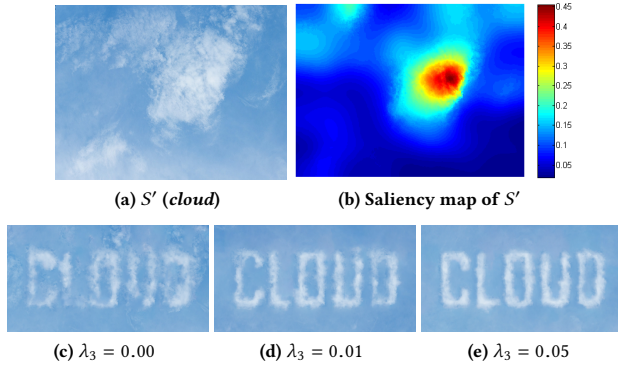 0.45
0.4
0.35
0.3
0.25
0.2
0.15
0.1
0.05
(a) S′ (cloud)
(b) Saliency map of S′
CLOUD
CLOUD
CLOUD
(c) λ₃ = 0.00
(d) λ₃ = 0.01
(e) λ₃ = 0.05